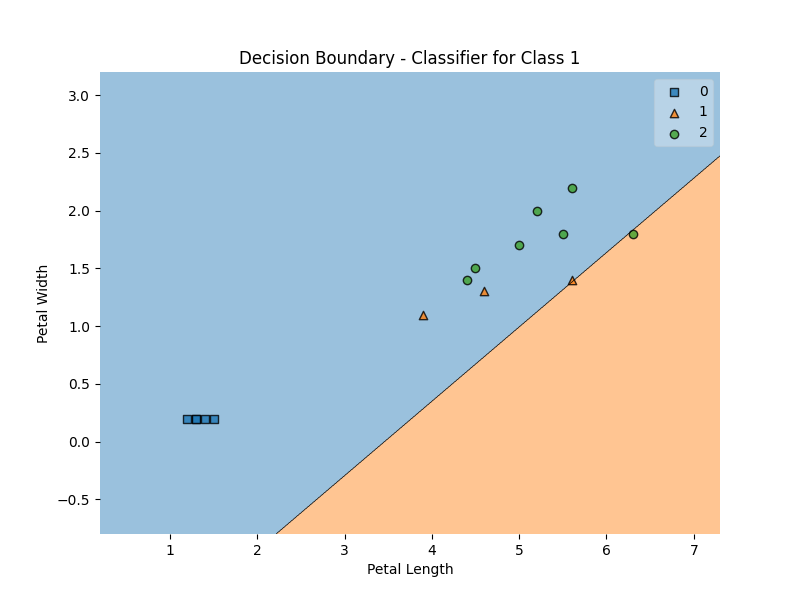 Decision Boundary - Classifier for Class 1
0
1
2
3.0
2.5
2.0
1.5
1.0
0.5
0.0
−0.5
Petal Width
1 2 3 4 5 6 7
Petal Length